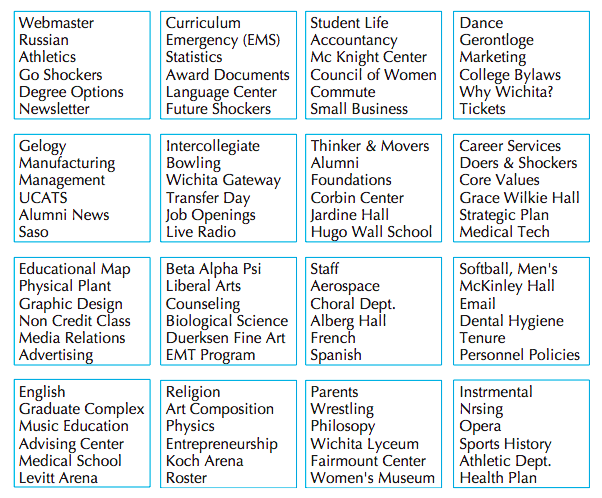 Webmaster
Russian
Athletics
Go Shockers
Degree Options
Newsletter
Curriculum
Emergency (EMS)
Statistics
Award Documents
Language Center
Future Shockers
Student Life
Accountancy
Mc Knight Center
Council of Women
Commute
Small Business
Dance
Gerontloge
Marketing
College Bylaws
Why Wichita?
Tickets
Gelogy
Manufacturing
Management
UCATS
Alumni News
Saso
Intercollegiate
Bowling
Wichita Gateway
Transfer Day
Job Openings
Live Radio
Thinker & Movers
Alumni
Foundations
Corbin Center
Jardine Hall
Hugo Wall School
Career Services
Doers & Shockers
Core Values
Grace Wilkie Hall
Strategic Plan
Medical Tech
Educational Map
Physical Plant
Graphic Design
Non Credit Class
Media Relations
Advertising
Beta Alpha Psi
Liberal Arts
Counseling
Biological Science
Duerksen Fine Art
EMT Program
Staff
Aerospace
Choral Dept.
Alberg Hall
French
Spanish
Softball, Men's
McKinley Hall
Email
Dental Hygiene
Tenure
Personnel Policies
English
Graduate Complex
Music Education
Advising Center
Medical School
Levitt Arena
Religion
Art Composition
Physics
Entrepreneurship
Koch Arena
Roster
Parents
Wrestling
Philosopy
Wichita Lyceum
Fairmount Center
Women's Museum
Instrmental
Nrsing
Opera
Sports History
Athletic Dept.
Health Plan